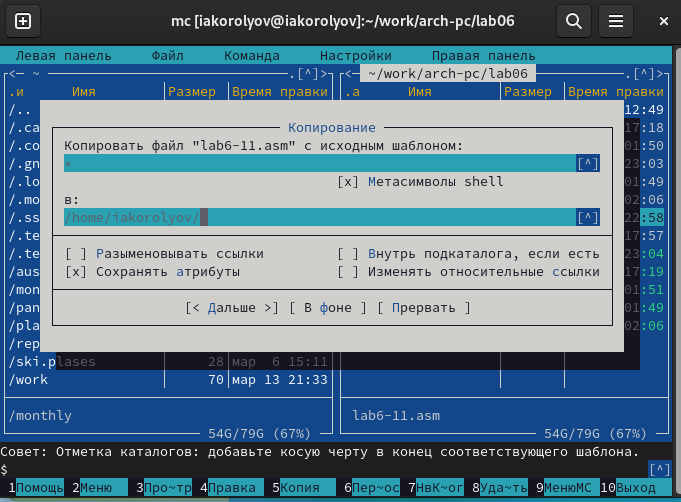 mc [iakorolyov@iakorolyov]:~/work/arch-pc/lab06
Левая панель Файл Команда Настройки Правая панель
<— ~ .[^]> <— ~/work/arch-pc/lab06 .[^]>
.и Имя Размер Время правки .а Имя Размер Время правки
/.. 12:49
/.ca 17:18
Копирование
/.co Копировать файл "lab6-11.asm" с исходным шаблоном: 01:50
/.gn * [^] 23:03
/.lo [x] Метасимволы shell 01:49
/.mo в: 02:06
/.ss /home/iakorolyov/ [^] 22:58
/.te 17:57
/.te [ ] Разыменовывать ссылки [ ] Внутрь подкаталога, если есть 23:04
/aus [x] Сохранять атрибуты [ ] Изменять относительные ссылки 17:19
/mon 01:51
/pan [< Дальше >] [ В фоне ] [ Прервать ] 01:49
/pla 02:06
/rep
/ski.plases 28 мар 6 15:11
/work 70 мар 13 21:33
/monthly lab6-11.asm
54G/79G (67%) 54G/79G (67%)
Совет: Отметка каталогов: добавьте косую черту в конец соответствующего шаблона.
$ [^]
1Помощь 2Меню 3Про~тр 4Правка 5Копия 6Пер~ос 7НвК~ог 8Уда~ть 9МенюMC 10Выход